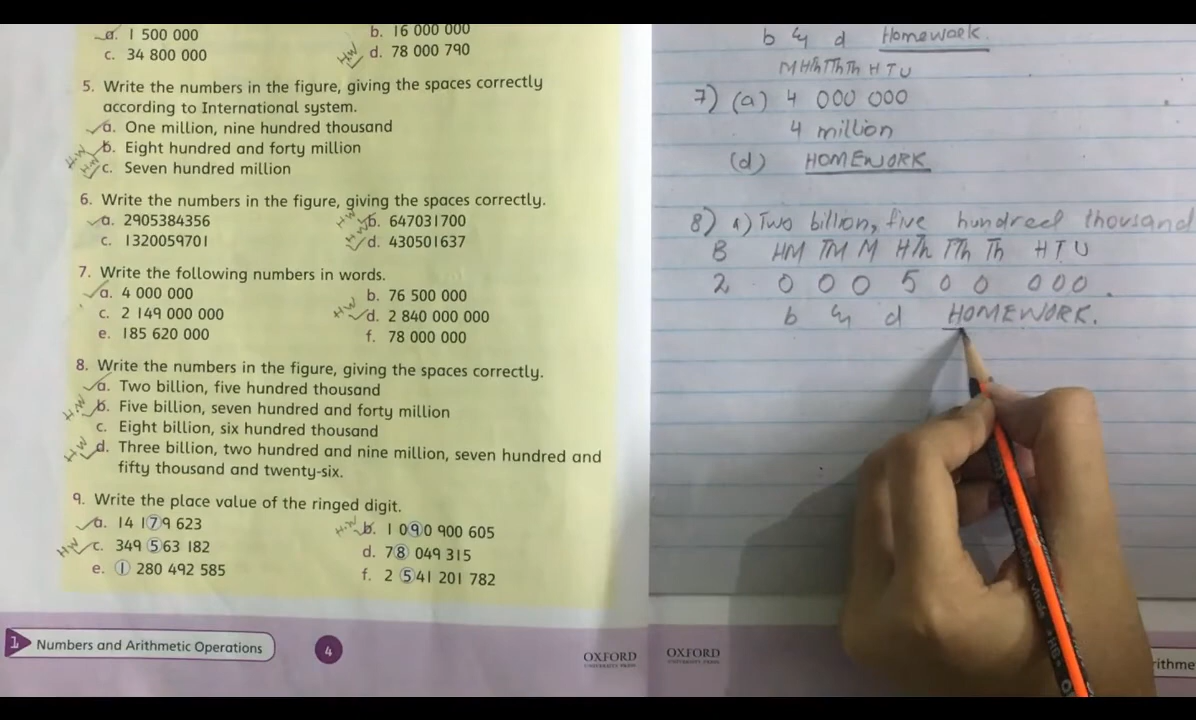 a. 1 500 000
b. 16 000 000
c. 34 800 000
HW d. 78 000 790
5. Write the numbers in the figure, giving the spaces correctly
according to International system.
a. One million, nine hundred thousand
HW b. Eight hundred and forty million
HW c. Seven hundred million
6. Write the numbers in the figure, giving the spaces correctly.
a. 2905384356
HW b. 647031700
c. 1320059701
HW d. 430501637
7. Write the following numbers in words.
a. 4 000 000
b. 76 500 000
c. 2 149 000 000
HW d. 2 840 000 000
e. 185 620 000
f. 78 000 000
8. Write the numbers in the figure, giving the spaces correctly.
a. Two billion, five hundred thousand
HW b. Five billion, seven hundred and forty million
c. Eight billion, six hundred thousand
HW d. Three billion, two hundred and nine million, seven hundred and
fifty thousand and twenty-six.
9. Write the place value of the ringed digit.
a. 14 179 623
HW b. 1 090 900 605
HW c. 349 563 182
d. 78 049 315
e. 1 280 492 585
f. 2 541 201 782
1 Numbers and Arithmetic Operations
4
OXFORD
UNIVERSITY PRESS
b & d Homework.
M HTh TTh Th H T U
7) (a) 4 000 000
4 million
(d) HOMEWORK
8) a) Two billion, five hundred thousand
B HM TM M HTh TTh Th H T U
2 0 0 0 5 0 0 0 0 0.
b & d HOMEWORK.
OXFORD
UNIVERSITY PRESS
rithme
HB